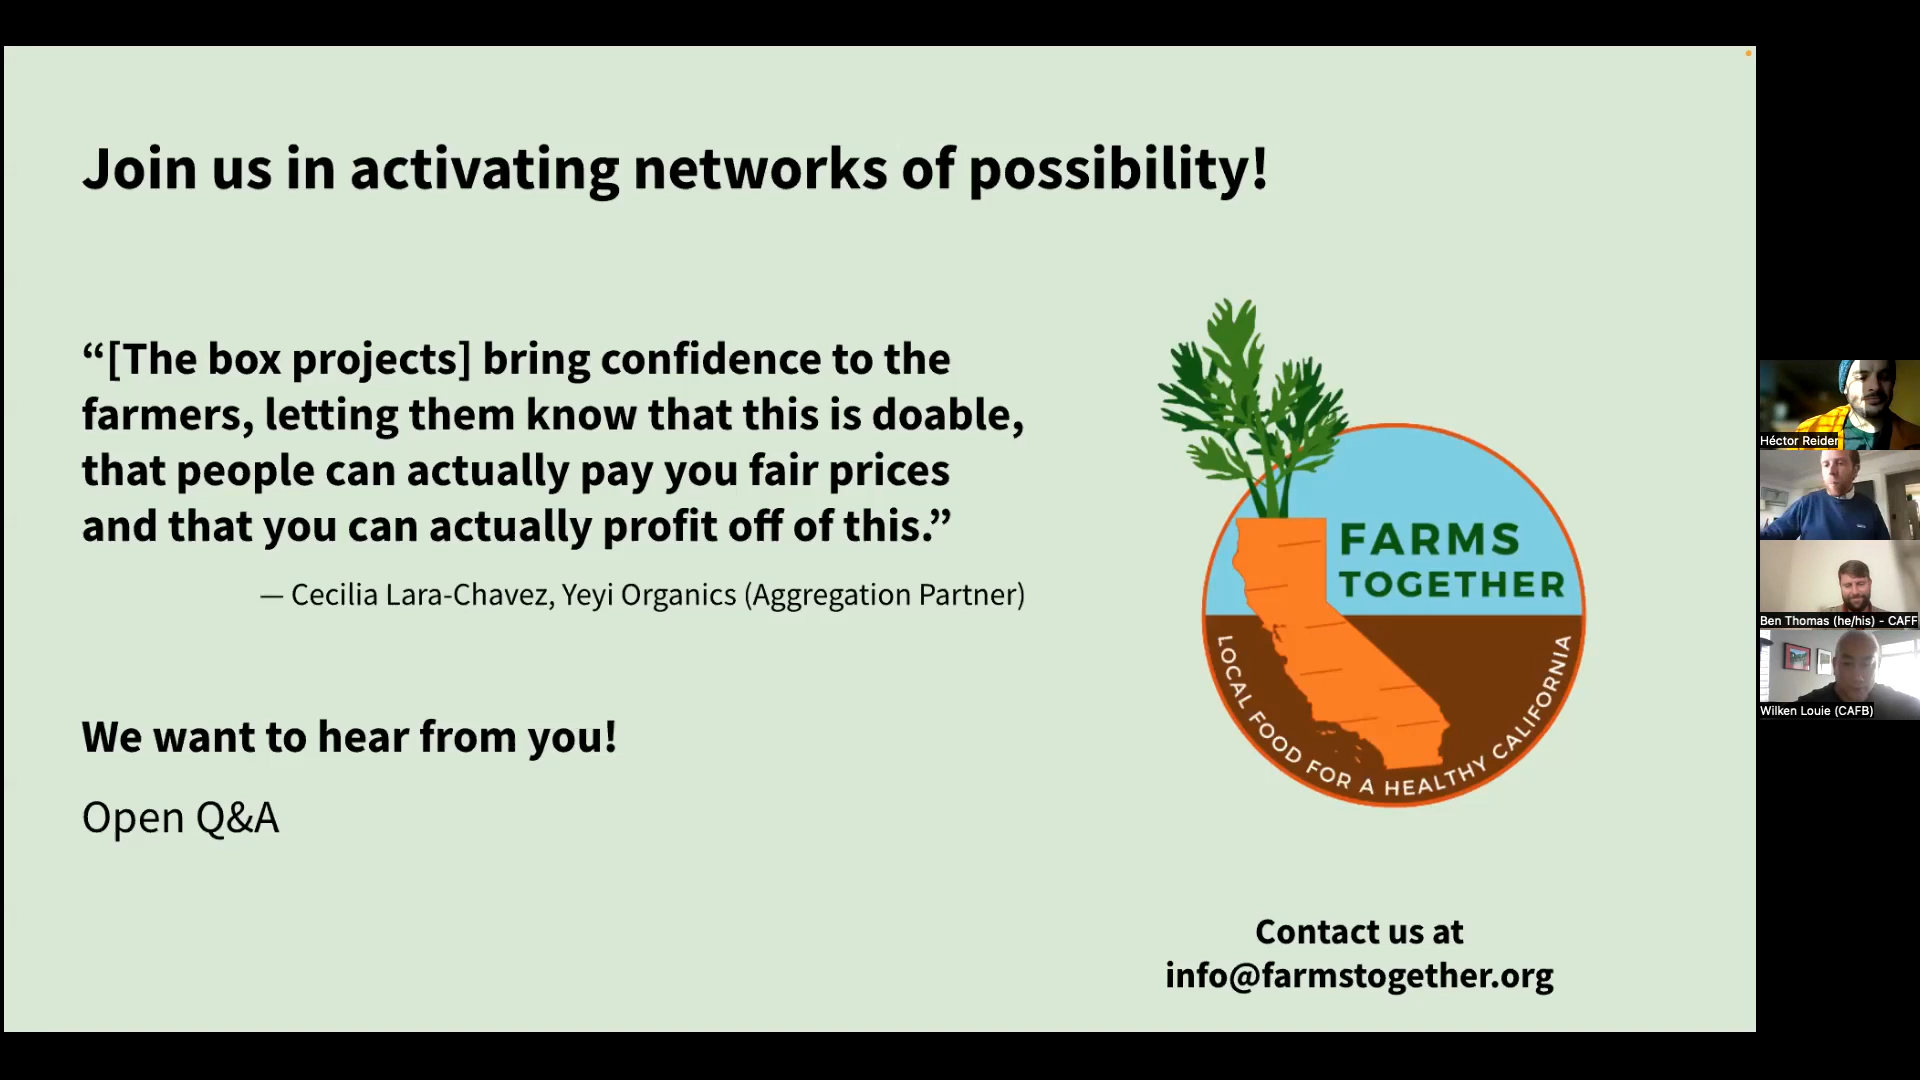 Join us in activating networks of possibility!
“[The box projects] bring confidence to the
farmers, letting them know that this is doable,
that people can actually pay you fair prices
and that you can actually profit off of this.”
— Cecilia Lara-Chavez, Yeyi Organics (Aggregation Partner)
We want to hear from you!
Open Q&A
FARMS
TOGETHER
LOCAL FOOD FOR A HEALTHY CALIFORNIA
Contact us at
info@farmstogether.org
Héctor Reider
Ben Thomas (he/his) - CAFF
Wilken Louie (CAFB)